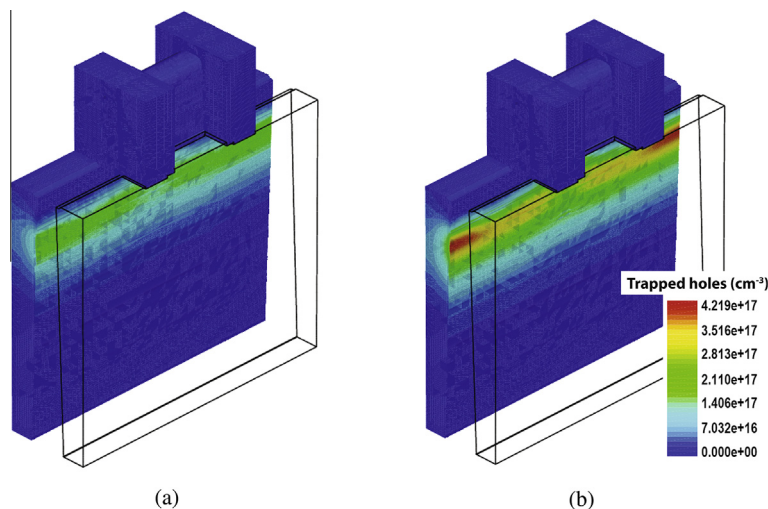 Trapped holes (cm⁻³)
4.219e+17
3.516e+17
2.813e+17
2.110e+17
1.406e+17
7.032e+16
0.000e+00
(a)
(b)